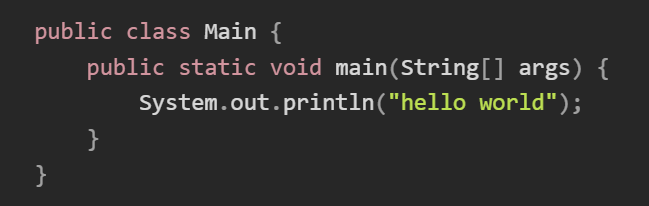 public class Main {
    public static void main(String[] args) {
        System.out.println("hello world");
    }
}